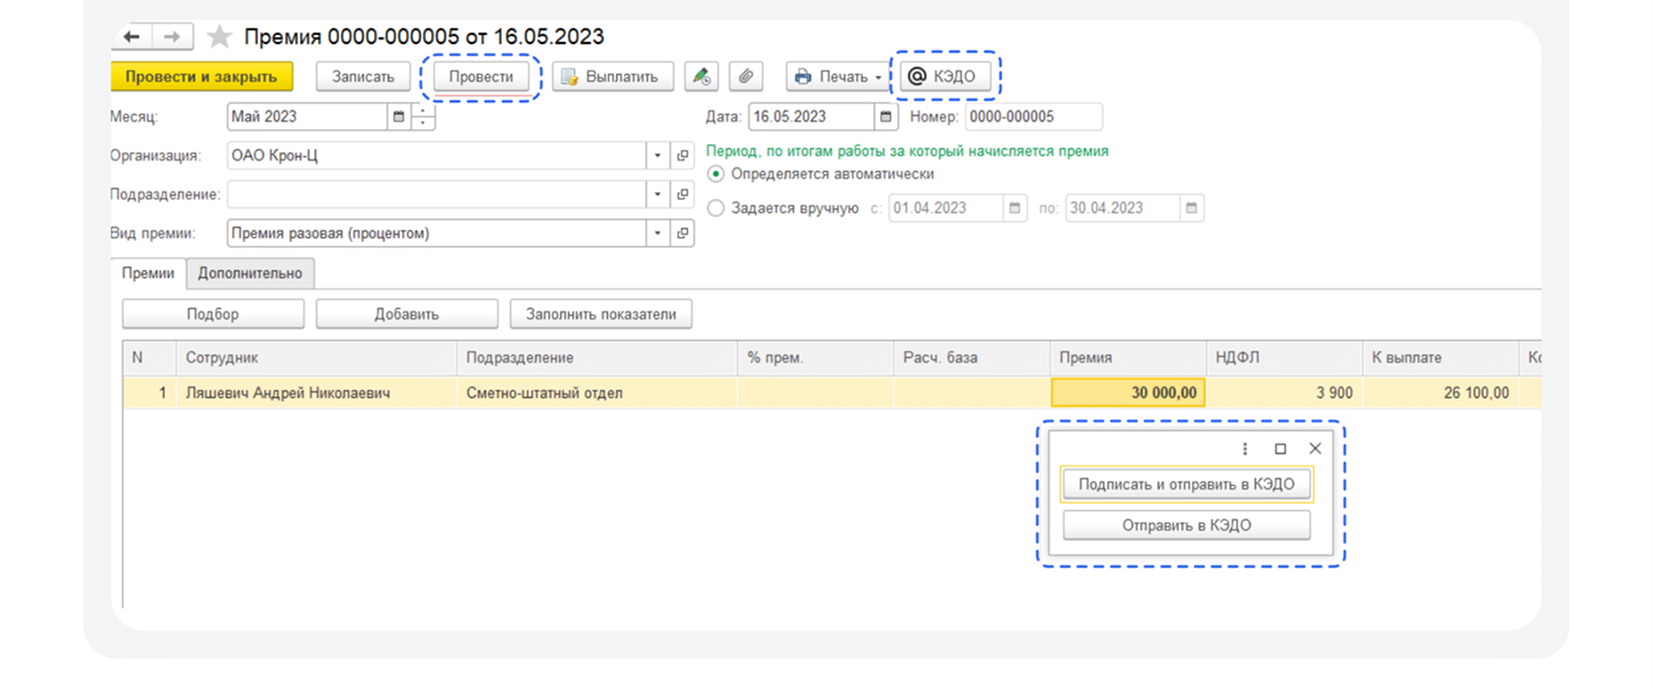 Премия 0000-000005 от 16.05.2023
Провести и закрыть Записать Провести Выплатить Печать КЭДО
Месяц: Май 2023 Дата: 16.05.2023 Номер: 0000-000005
Организация: ОАО Крон-Ц Период, по итогам работы за который начисляется премия
Определяется автоматически
Подразделение: Задается вручную с: 01.04.2023 по: 30.04.2023
Вид премии: Премия разовая (процентом)
Премии Дополнительно
Подбор Добавить Заполнить показатели
N Сотрудник Подразделение % прем. Расч. база Премия НДФЛ К выплате Ко
1 Ляшевич Андрей Николаевич Сметно-штатный отдел 30 000,00 3 900 26 100,00
Подписать и отправить в КЭДО
Отправить в КЭДО